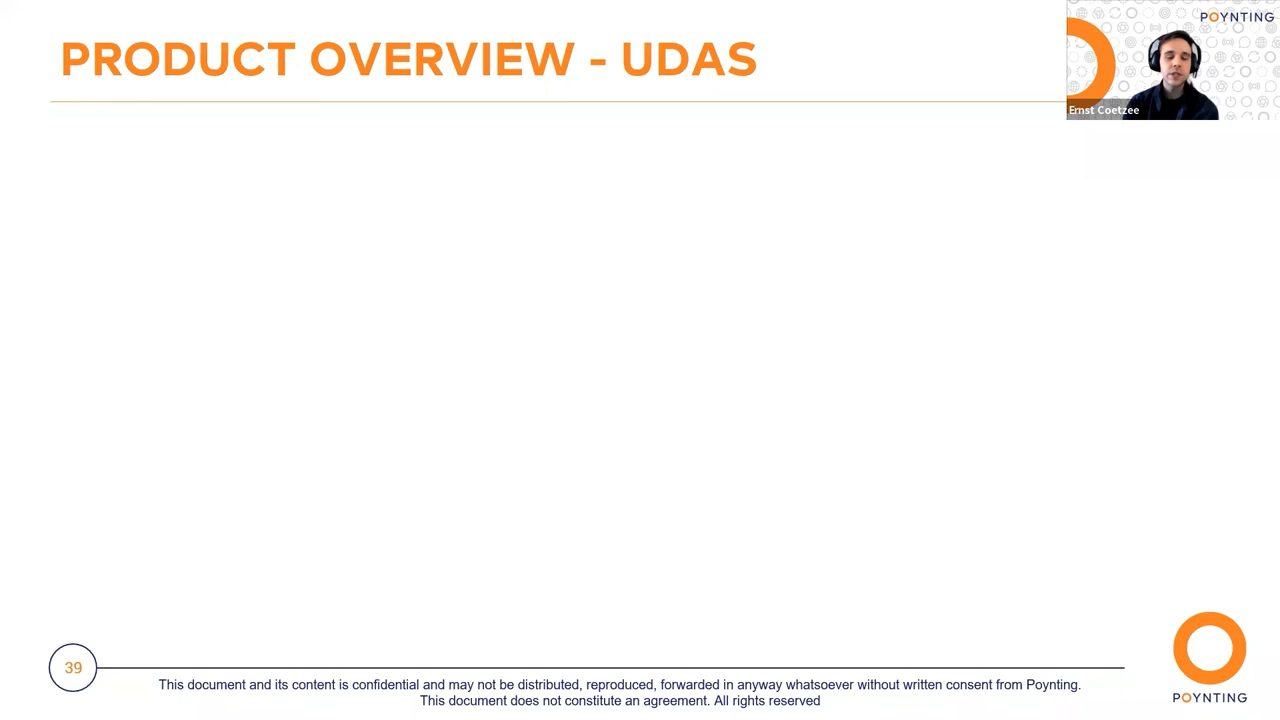 POYNTING
PRODUCT OVERVIEW - UDAS
Ernst Coetzee
39
This document and its content is confidential and may not be distributed, reproduced, forwarded in anyway whatsoever without written consent from Poynting.
This document does not constitute an agreement. All rights reserved
POYNTING